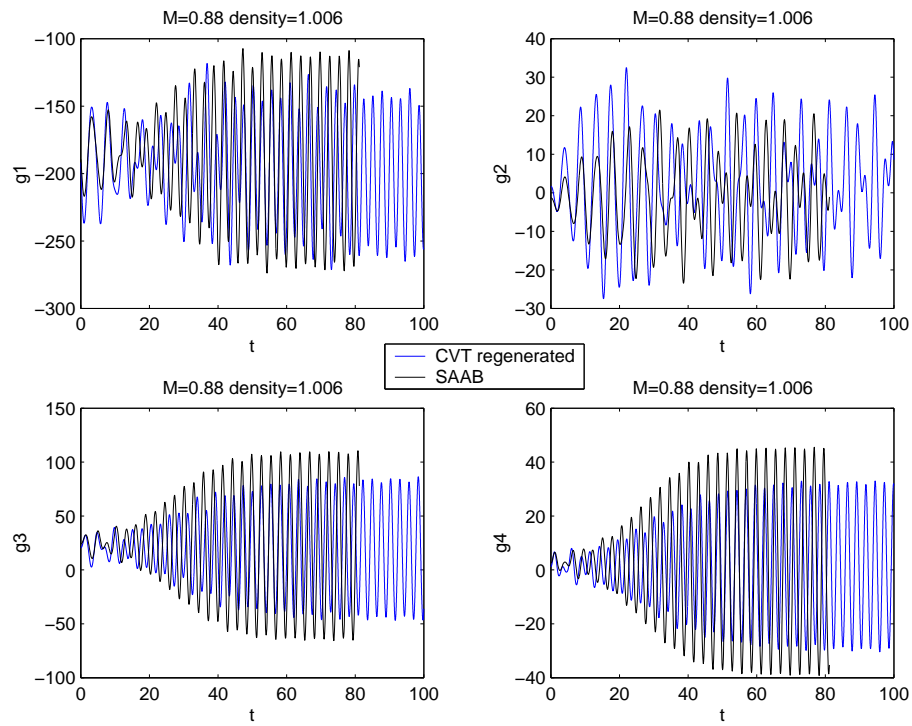 M=0.88 density=1.006
M=0.88 density=1.006
−100
−150
−200
−250
−300
g1
0 20 40 60 80 100
t
40
30
20
10
0
−10
−20
−30
g2
0 20 40 60 80 100
t
CVT regenerated
SAAB
M=0.88 density=1.006
M=0.88 density=1.006
150
100
50
0
−50
−100
g3
0 20 40 60 80 100
t
60
40
20
0
−20
−40
g4
0 20 40 60 80 100
t